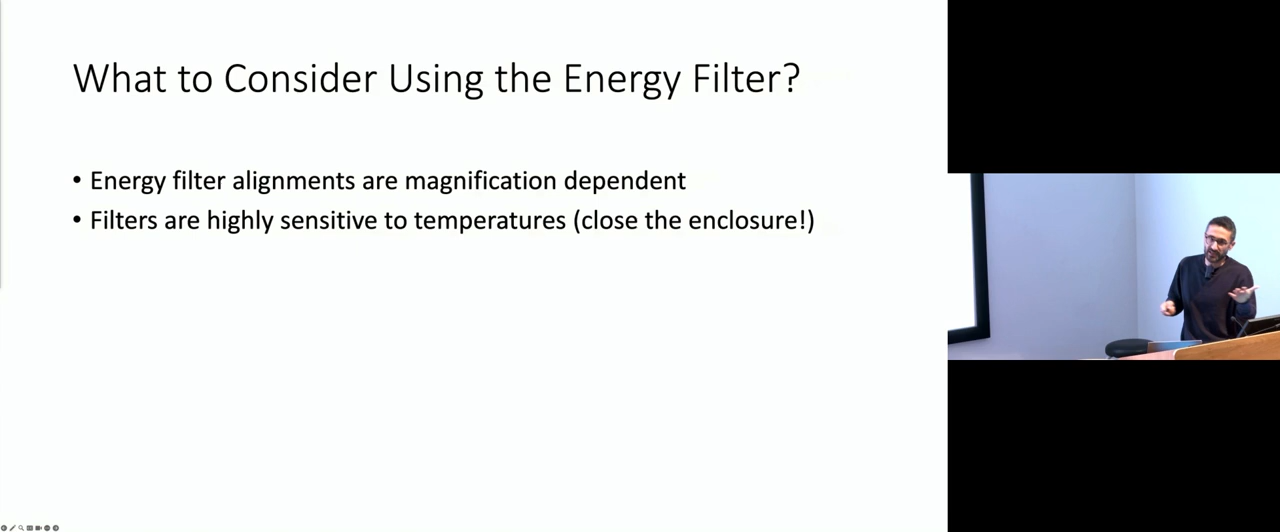 What to Consider Using the Energy Filter?
• Energy filter alignments are magnification dependent
• Filters are highly sensitive to temperatures (close the enclosure!)